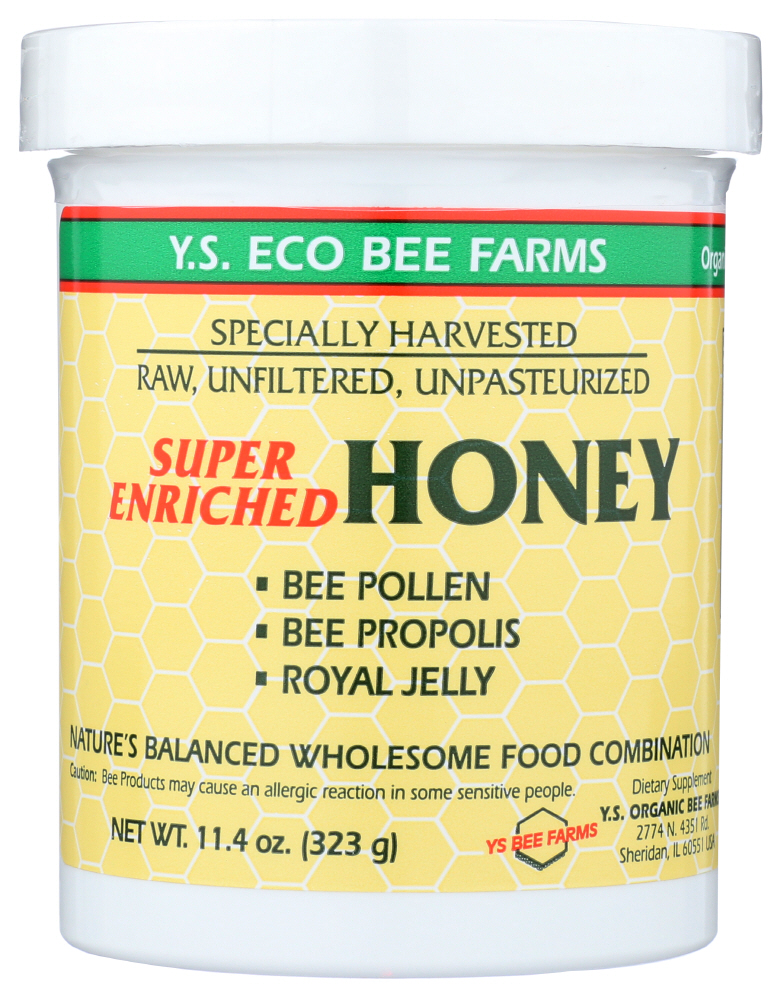 Y.S. ECO BEE FARMS
SPECIALLY HARVESTED
RAW, UNFILTERED, UNPASTEURIZED
SUPER
ENRICHED HONEY
▪ BEE POLLEN
▪ BEE PROPOLIS
▪ ROYAL JELLY
NATURE'S BALANCED WHOLESOME FOOD COMBINATION
Caution: Bee Products may cause an allergic reaction in some sensitive people.
NET WT. 11.4 oz. (323 g)
YS BEE FARMS
Dietary Supplement
Y.S. ORGANIC BEE FARMS
2774 N. 4351 Rd.
Sheridan, IL 60551 USA